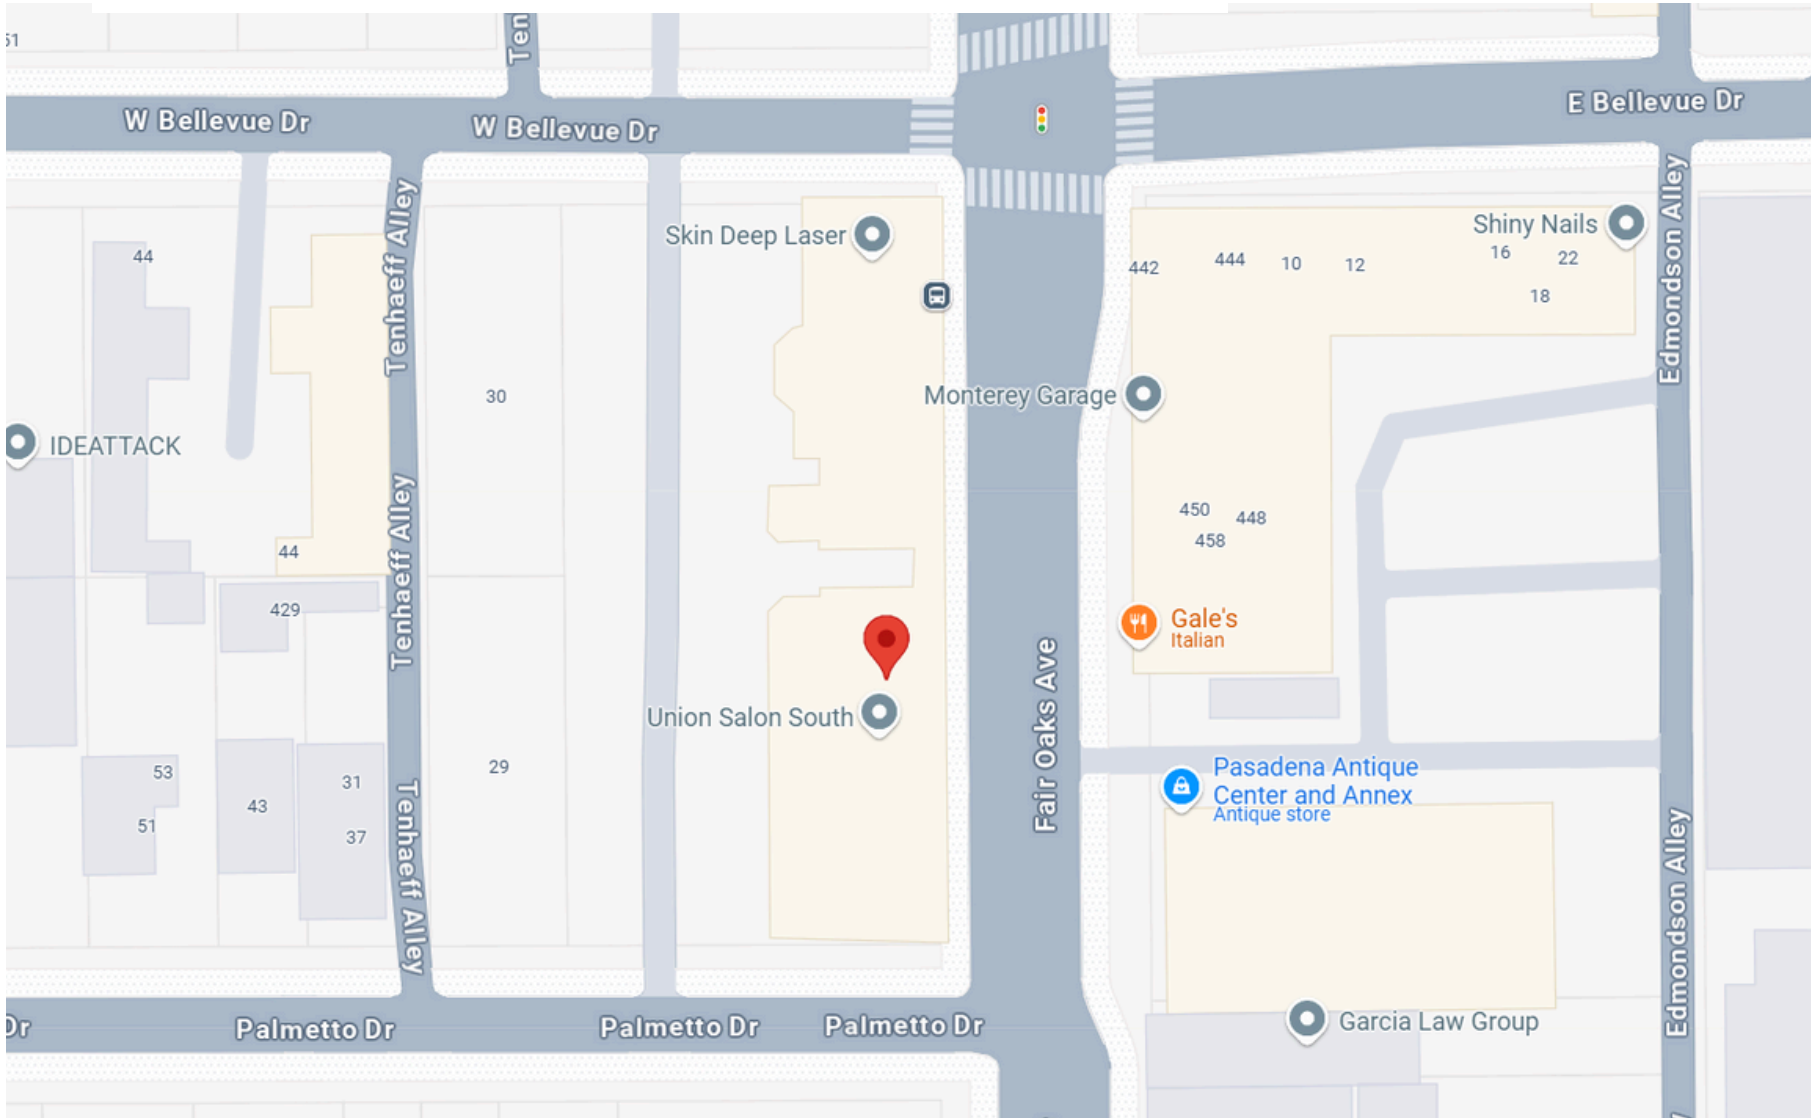 51
Ten
W Bellevue Dr
W Bellevue Dr
E Bellevue Dr
Tenhaeff Alley
Edmondson Alley
Skin Deep Laser
Shiny Nails
44
442
444
10
12
16
22
18
30
Monterey Garage
IDEATTACK
450
448
458
44
Tenhaeff Alley
429
Gale's
Italian
Fair Oaks Ave
Union Salon South
29
53
31
43
51
37
Tenhaeff Alley
Pasadena Antique
Center and Annex
Antique store
Edmondson Alley
Dr
Palmetto Dr
Palmetto Dr
Palmetto Dr
Garcia Law Group